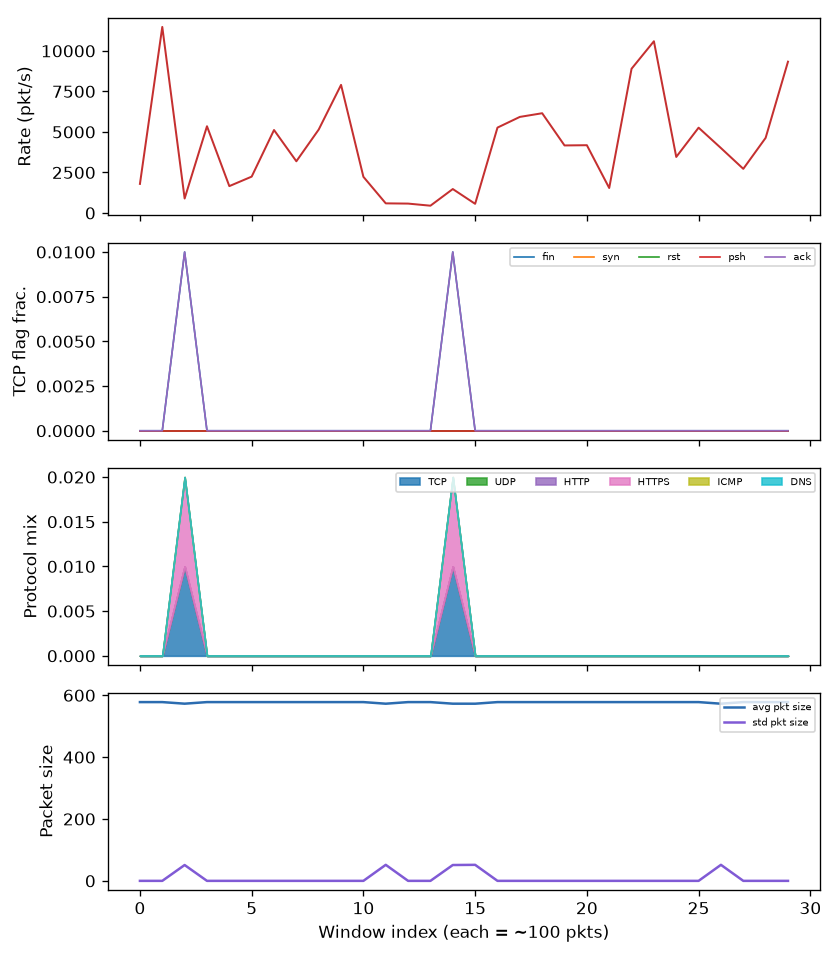 10000
7500
5000
2500
0
Rate (pkt/s)
0.0100
0.0075
0.0050
0.0025
0.0000
TCP flag frac.
fin syn rst psh ack
0.020
0.015
0.010
0.005
0.000
Protocol mix
TCP UDP HTTP HTTPS ICMP DNS
600
400
200
0
Packet size
avg pkt size
std pkt size
0 5 10 15 20 25 30
Window index (each = ~100 pkts)